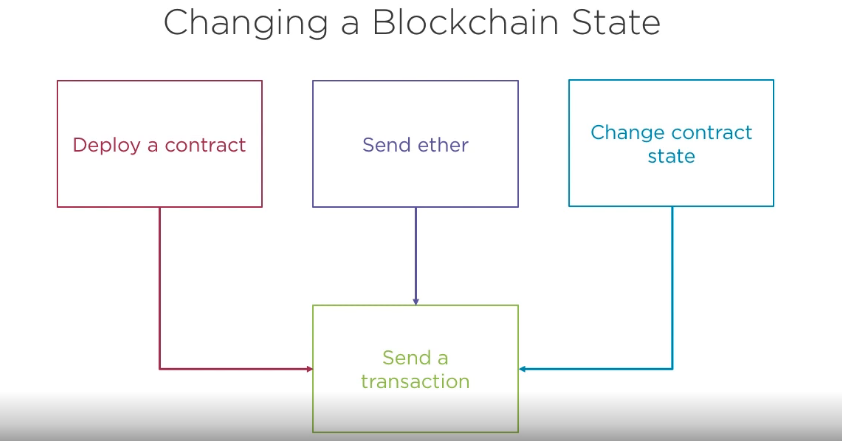 Changing a Blockchain State
Deploy a contract
Send ether
Change contract
state
Send a
transaction